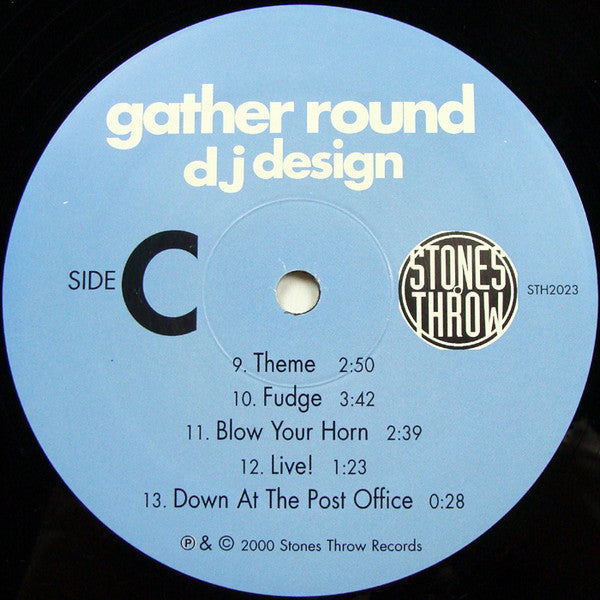 gather round
dj design
SIDE C
STONES
THROW
STH2023
9. Theme 2:50
10. Fudge 3:42
11. Blow Your Horn 2:39
12. Live! 1:23
13. Down At The Post Office 0:28
℗ & © 2000 Stones Throw Records